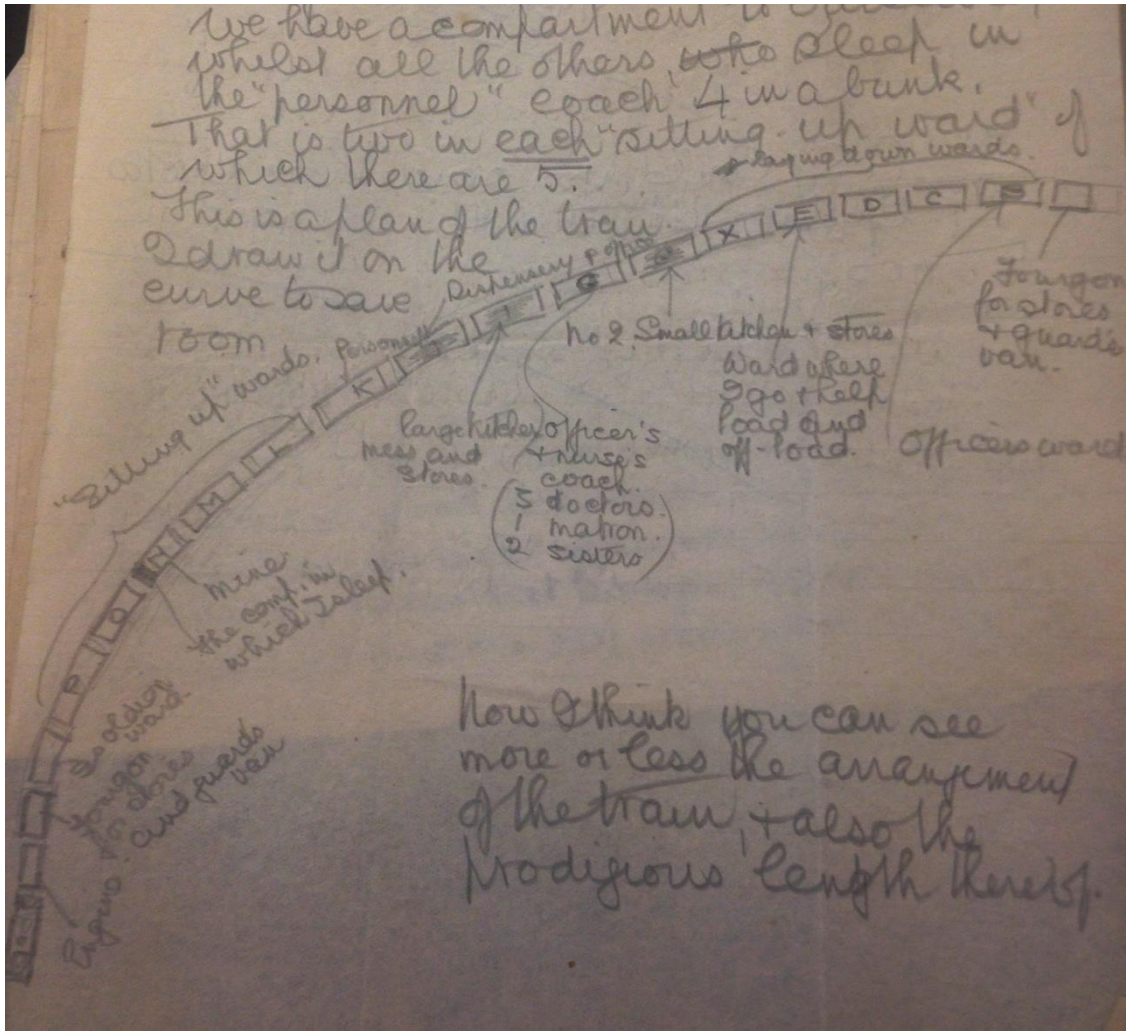 we have a compartment to
whilst all the others, who sleep in
the "personnel" coach 4 in a bunk.
That is two in each "sitting-up ward" of
which there are 5.
This is a plan of the train
I draw it on the
curve to save
room
laying down wards.
X E D C B
Dispensary + office
Personnel
"Sitting up" wards.
K
I
G
L
M
N
O
P
No 2. Small kitchen + stores
ward where
I go + help
load and
off-load.
Officers ward
Fourgon
for stores
+ guard's
van.
large kitchen
mess and
stores.
officer's
+ nurse's
coach.
(3 doctors.
1 matron.
2 sisters)
mine
the comp. in
which I sleep.
Isolation
ward.
Fourgon
for stores
and guards
van
Engine.
Now I think you can see
more or less the arrangement
of the train, + also the
prodigious length thereof.